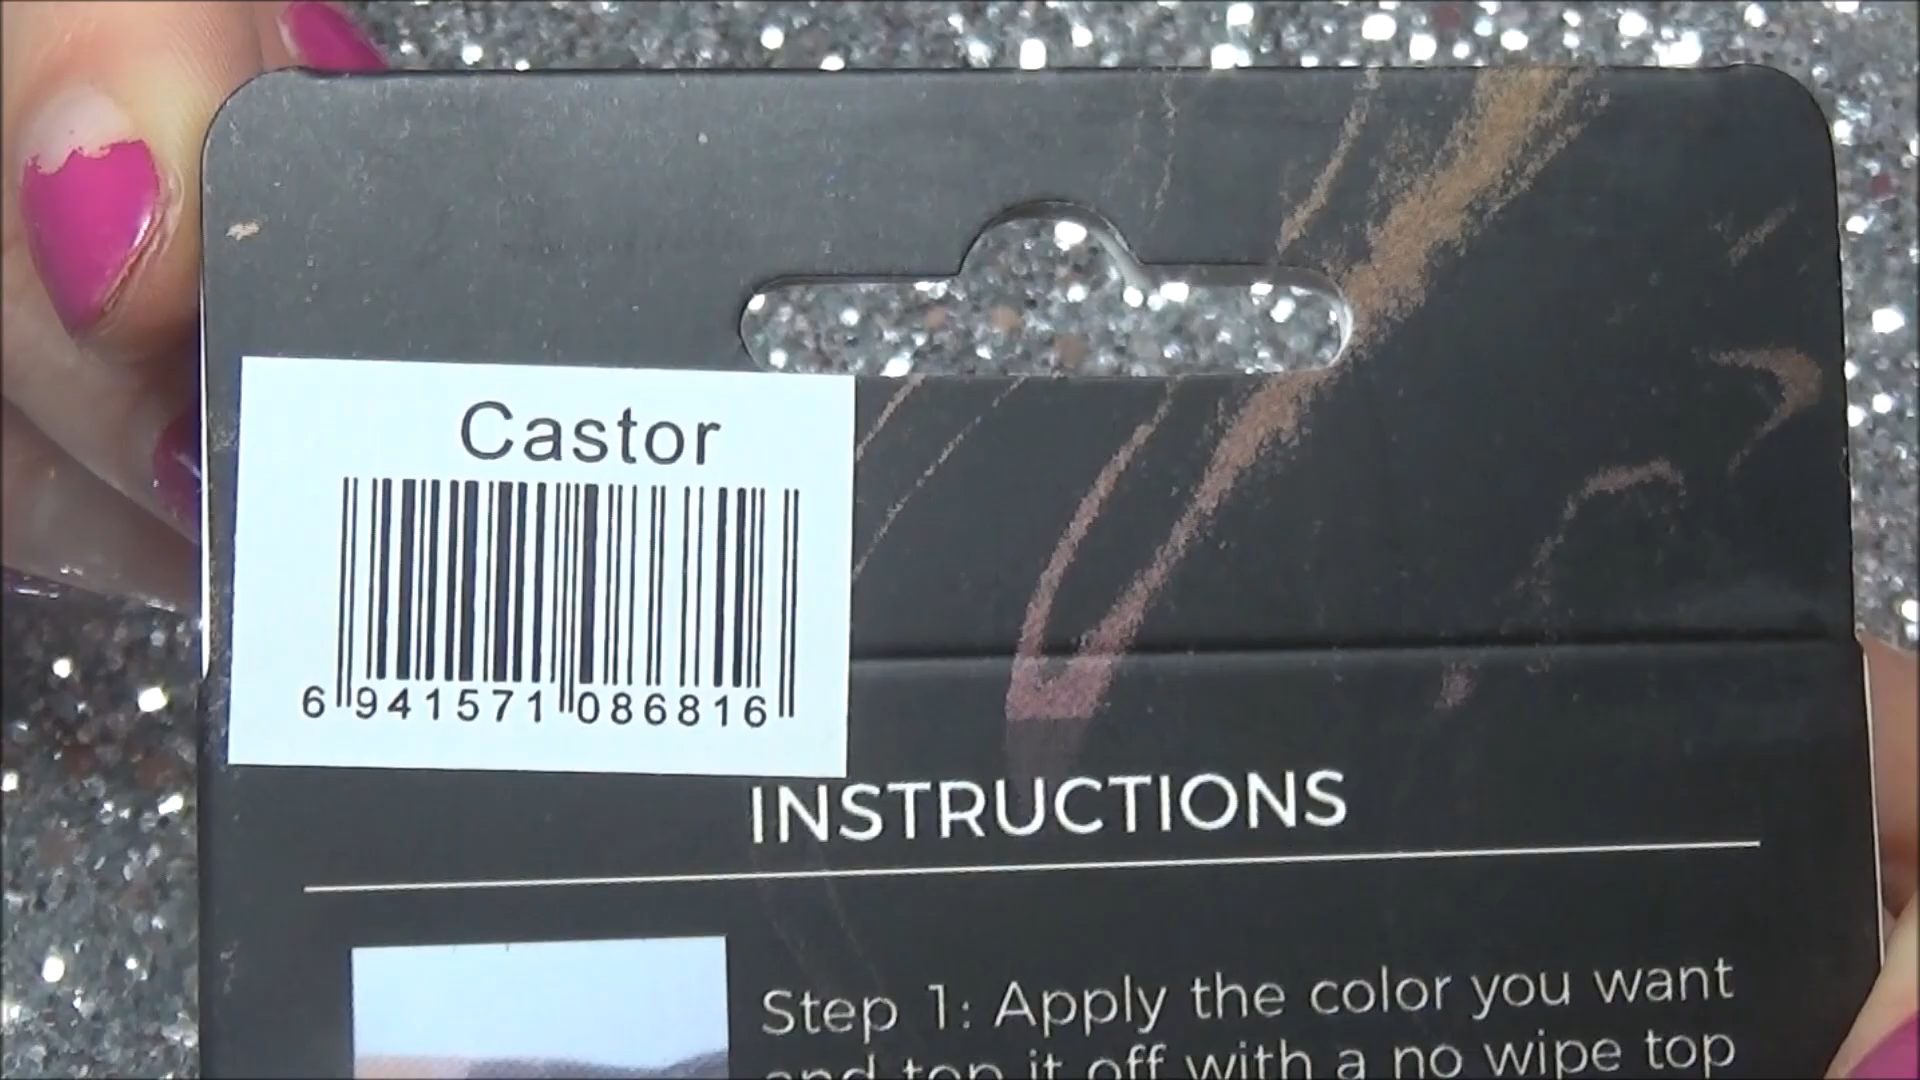 Castor
6 941571 086816
INSTRUCTIONS
Step 1: Apply the color you want
and top it off with a no wipe top